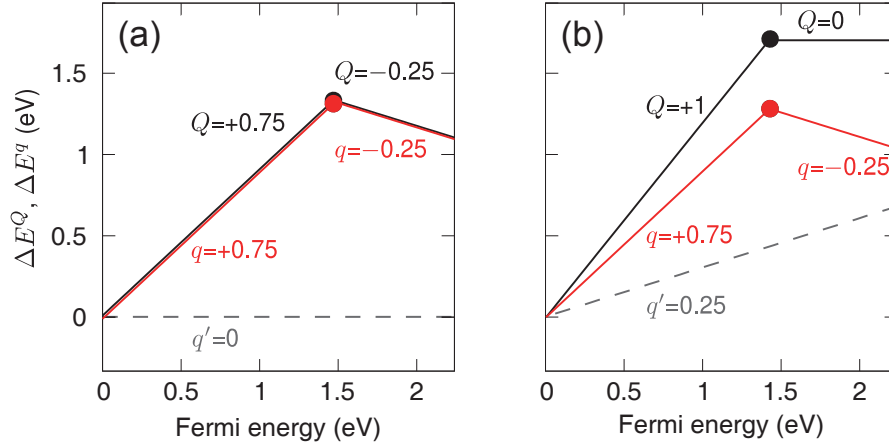 (a)
Q=−0.25
Q=+0.75
q=−0.25
q=+0.75
q'=0
ΔE^Q, ΔE^q (eV)
1.5
1
0.5
0
0 0.5 1 1.5 2
Fermi energy (eV)
(b)
Q=0
Q=+1
q=−0.25
q=+0.75
q'=0.25
0 0.5 1 1.5 2
Fermi energy (eV)